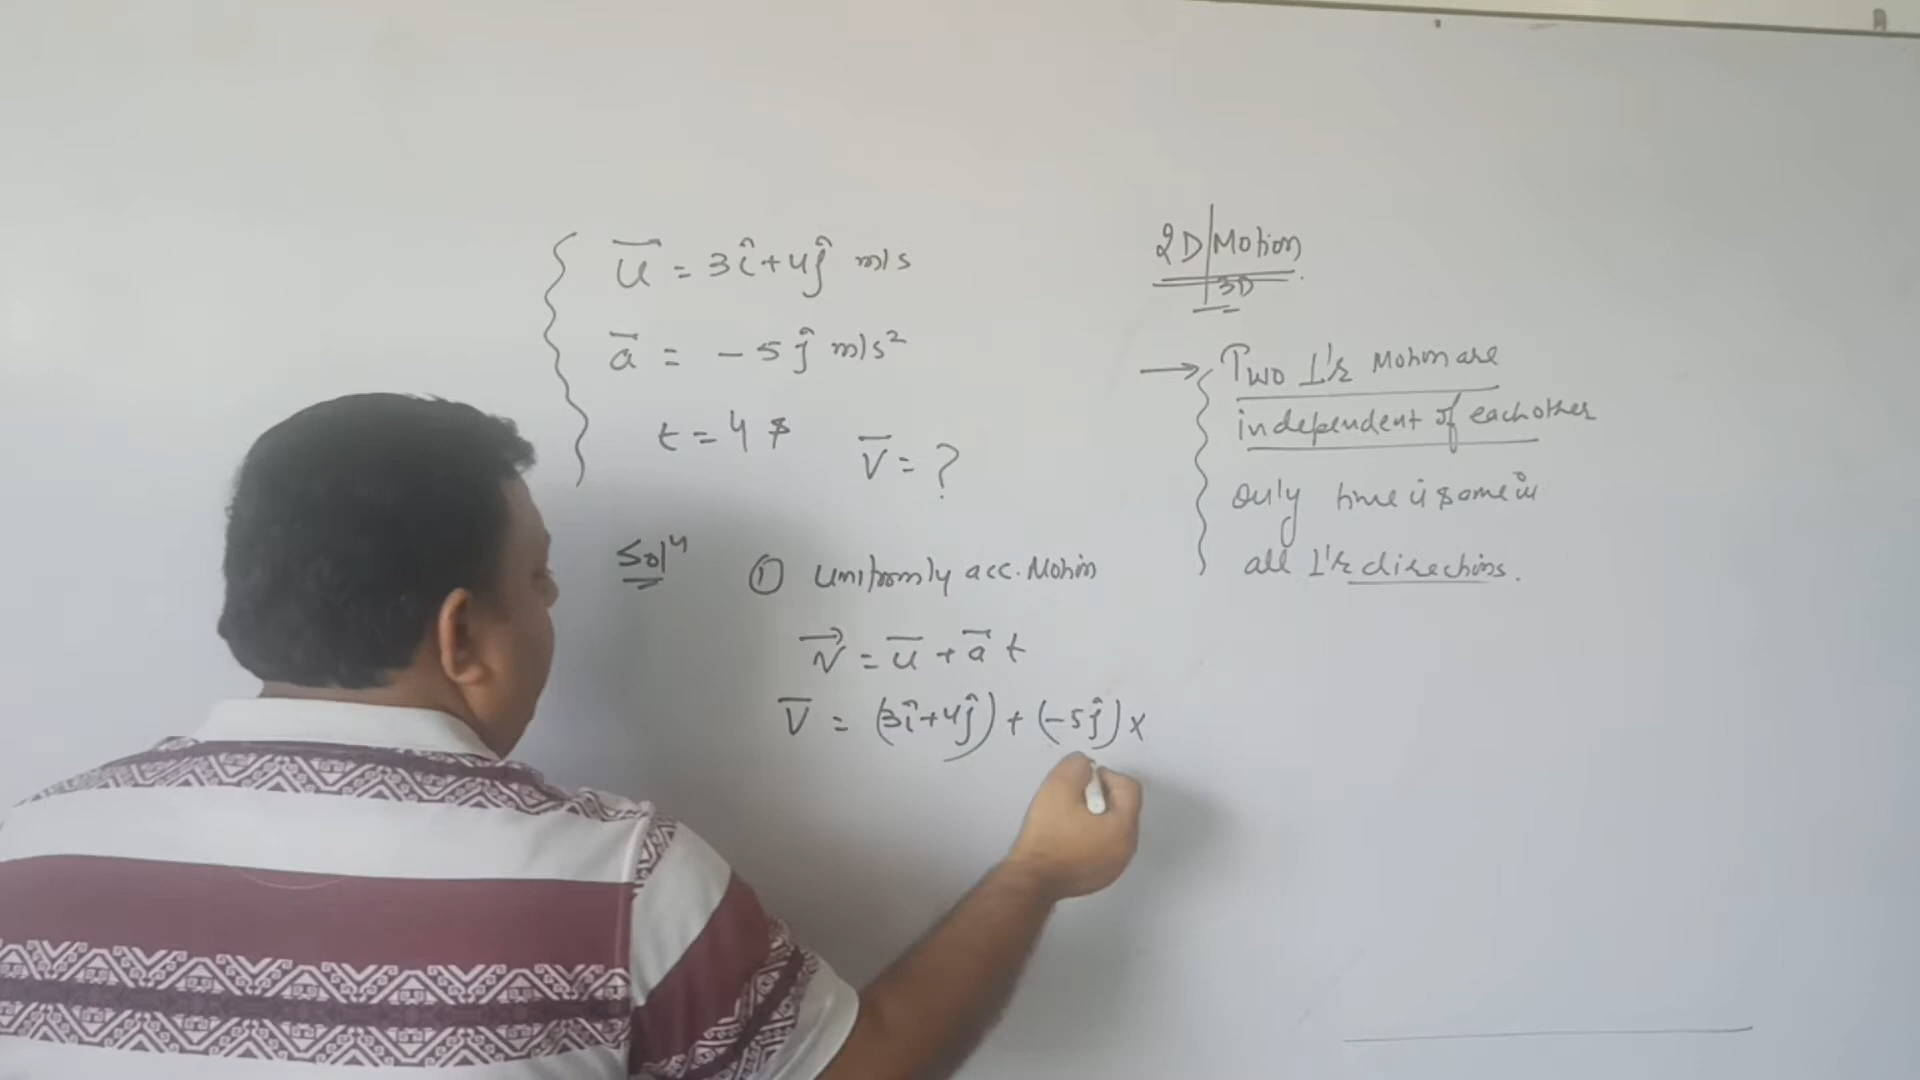 u̅ = 3î+4ĵ m/s
a̅ = -5ĵ m/s²
t = 4 s
v̅ = ?
Solⁿ
① Uniformly acc. Motion
v⃗ = u̅ + a̅ t
v̅ = (3î+4ĵ) + (-5ĵ) x
2D/Motion
3D
→ Two ⊥'r Motion are
independent of each other
only time is same in
all ⊥'r directions.